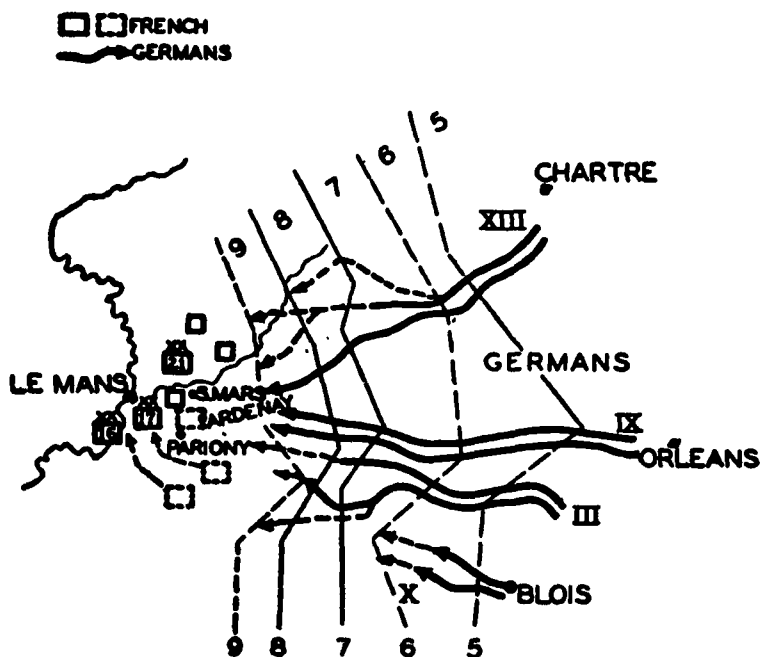 FRENCH
GERMANS
5
6
7
8
9
CHARTRE
XIII
GERMANS
XX
21
LE MANS
S.MARS
ARDENAY
17
16
PARIGNY
IX
ORLEANS
III
X
BLOIS
9
8
7
6
5